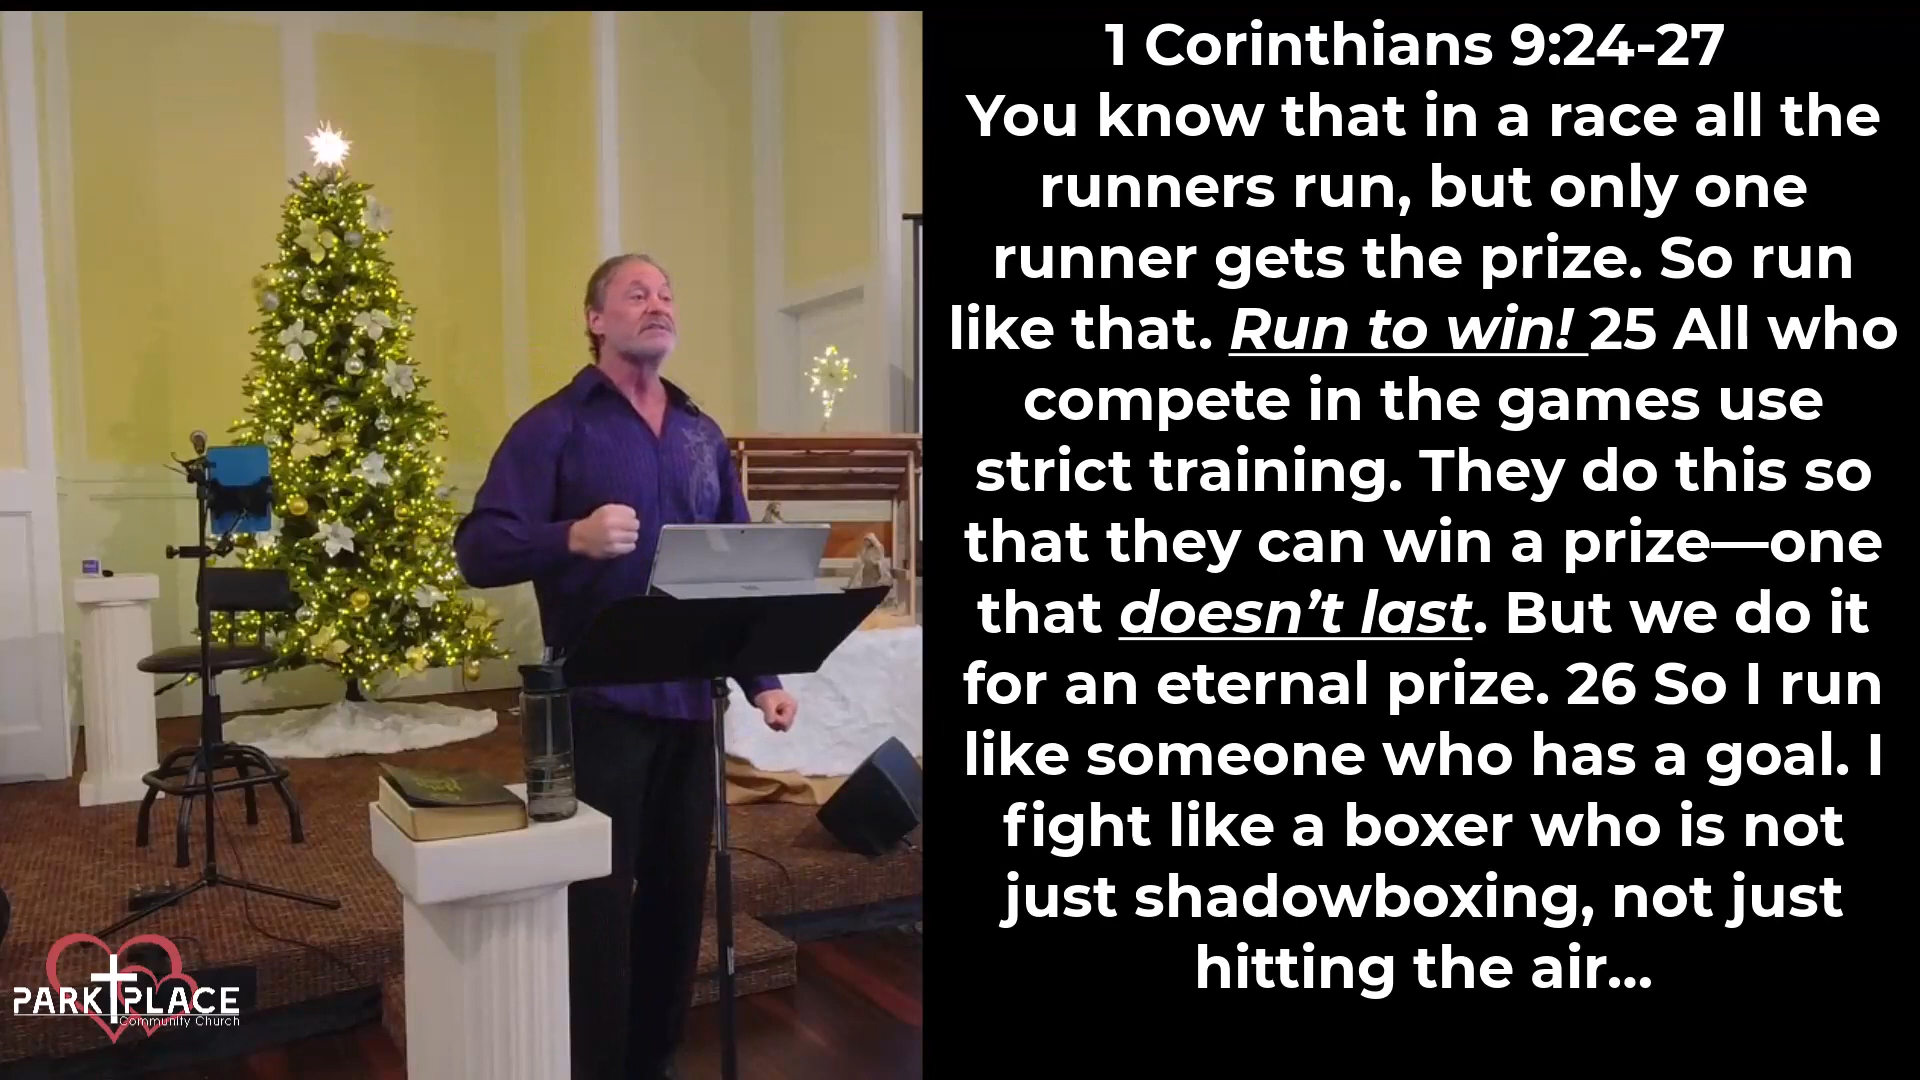 1 Corinthians 9:24-27
You know that in a race all the
runners run, but only one
runner gets the prize. So run
like that. Run to win! 25 All who
compete in the games use
strict training. They do this so
that they can win a prize—one
that doesn’t last. But we do it
for an eternal prize. 26 So I run
like someone who has a goal. I
fight like a boxer who is not
just shadowboxing, not just
hitting the air...
PARK PLACE
Community Church